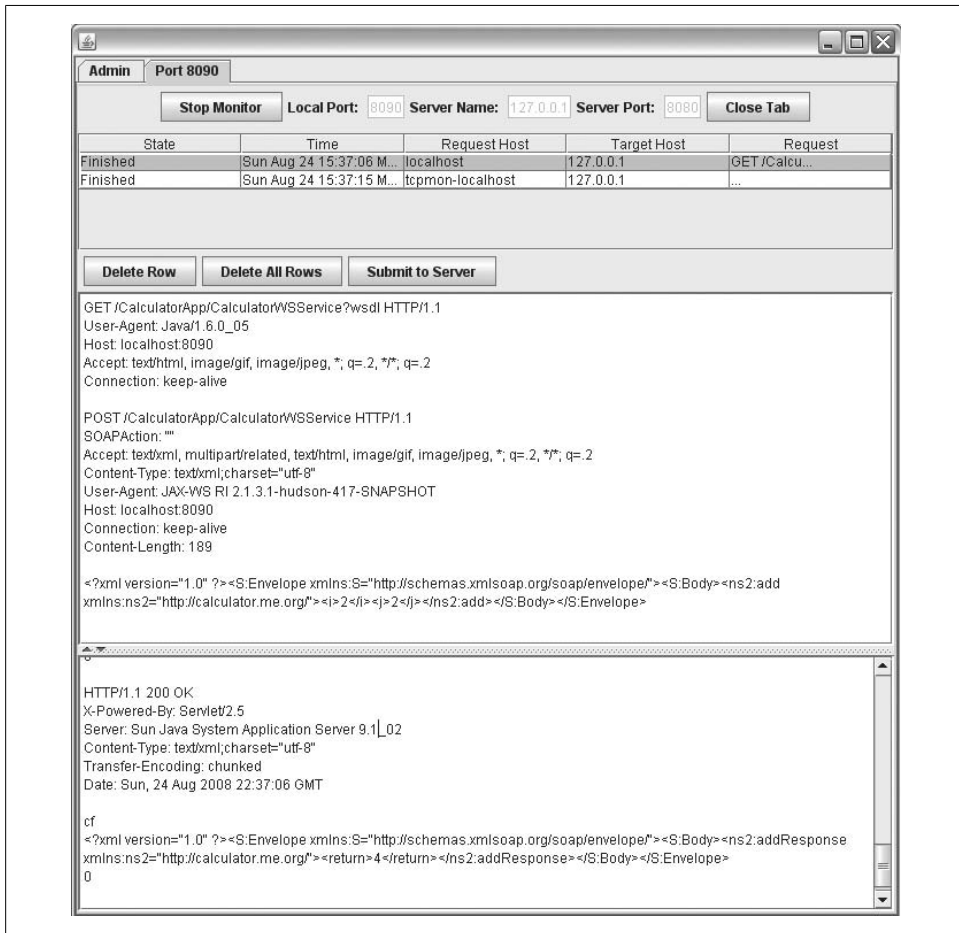 Admin Port 8090
Stop Monitor Local Port: 8090 Server Name: 127.0.0.1 Server Port: 8080 Close Tab
State Time Request Host Target Host Request
Finished Sun Aug 24 15:37:06 M... localhost 127.0.0.1 GET /Calcu...
Finished Sun Aug 24 15:37:15 M... tcpmon-localhost 127.0.0.1 ...
Delete Row Delete All Rows Submit to Server
GET /CalculatorApp/CalculatorWSService?wsdl HTTP/1.1
User-Agent: Java/1.6.0_05
Host: localhost:8090
Accept: text/html, image/gif, image/jpeg, *; q=.2, */*; q=.2
Connection: keep-alive
POST /CalculatorApp/CalculatorWSService HTTP/1.1
SOAPAction: ""
Accept: text/xml, multipart/related, text/html, image/gif, image/jpeg, *; q=.2, */*; q=.2
Content-Type: text/xml;charset="utf-8"
User-Agent: JAX-WS RI 2.1.3.1-hudson-417-SNAPSHOT
Host: localhost:8090
Connection: keep-alive
Content-Length: 189
<?xml version="1.0" ?><S:Envelope xmlns:S="http://schemas.xmlsoap.org/soap/envelope/"><S:Body><ns2:add
xmlns:ns2="http://calculator.me.org/"><i>2</i><j>2</j></ns2:add></S:Body></S:Envelope>
HTTP/1.1 200 OK
X-Powered-By: Servlet/2.5
Server: Sun Java System Application Server 9.1_02
Content-Type: text/xml;charset="utf-8"
Transfer-Encoding: chunked
Date: Sun, 24 Aug 2008 22:37:06 GMT
cf
<?xml version="1.0" ?><S:Envelope xmlns:S="http://schemas.xmlsoap.org/soap/envelope/"><S:Body><ns2:addResponse
xmlns:ns2="http://calculator.me.org/"><return>4</return></ns2:addResponse></S:Body></S:Envelope>
0